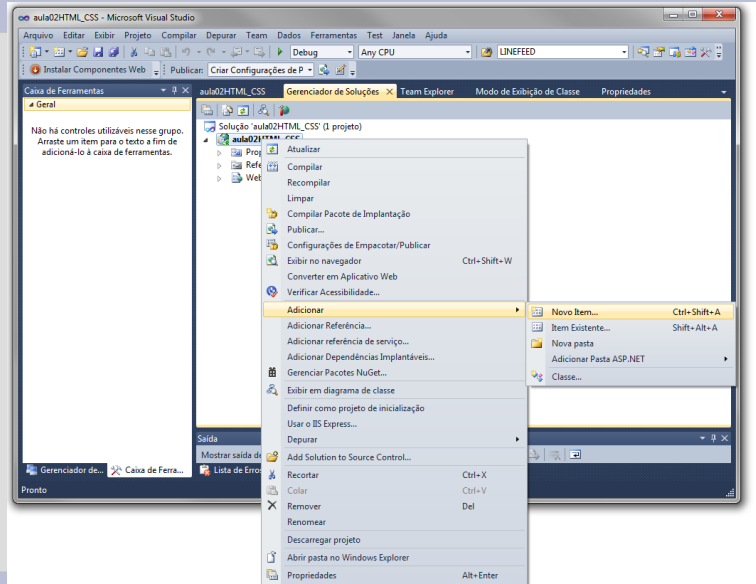 aula02HTML_CSS - Microsoft Visual Studio
Arquivo Editar Exibir Projeto Compilar Depurar Team Dados Ferramentas Test Janela Ajuda
Debug Any CPU LINEFEED
Instalar Componentes Web Publicar: Criar Configurações de P
Caixa de Ferramentas
Geral
Não há controles utilizáveis nesse grupo.
Arraste um item para o texto a fim de
adicioná-lo à caixa de ferramentas.
aula02HTML_CSS Gerenciador de Soluções Team Explorer Modo de Exibição de Classe Propriedades
Solução 'aula02HTML_CSS' (1 projeto)
aula02HTML_CSS
Prop
Refe
Web
Atualizar
Compilar
Recompilar
Limpar
Compilar Pacote de Implantação
Publicar...
Configurações de Empacotar/Publicar
Exibir no navegador Ctrl+Shift+W
Converter em Aplicativo Web
Verificar Acessibilidade...
Adicionar
Adicionar Referência...
Adicionar referência de serviço...
Adicionar Dependências Implantáveis...
Gerenciar Pacotes NuGet...
Exibir em diagrama de classe
Definir como projeto de inicialização
Usar o IIS Express...
Depurar
Add Solution to Source Control...
Recortar Ctrl+X
Colar Ctrl+V
Remover Del
Renomear
Descarregar projeto
Abrir pasta no Windows Explorer
Propriedades Alt+Enter
Novo Item... Ctrl+Shift+A
Item Existente... Shift+Alt+A
Nova pasta
Adicionar Pasta ASP.NET
Classe...
Saída
Mostrar saída de
Gerenciador de... Caixa de Ferra... Lista de Erros
Pronto